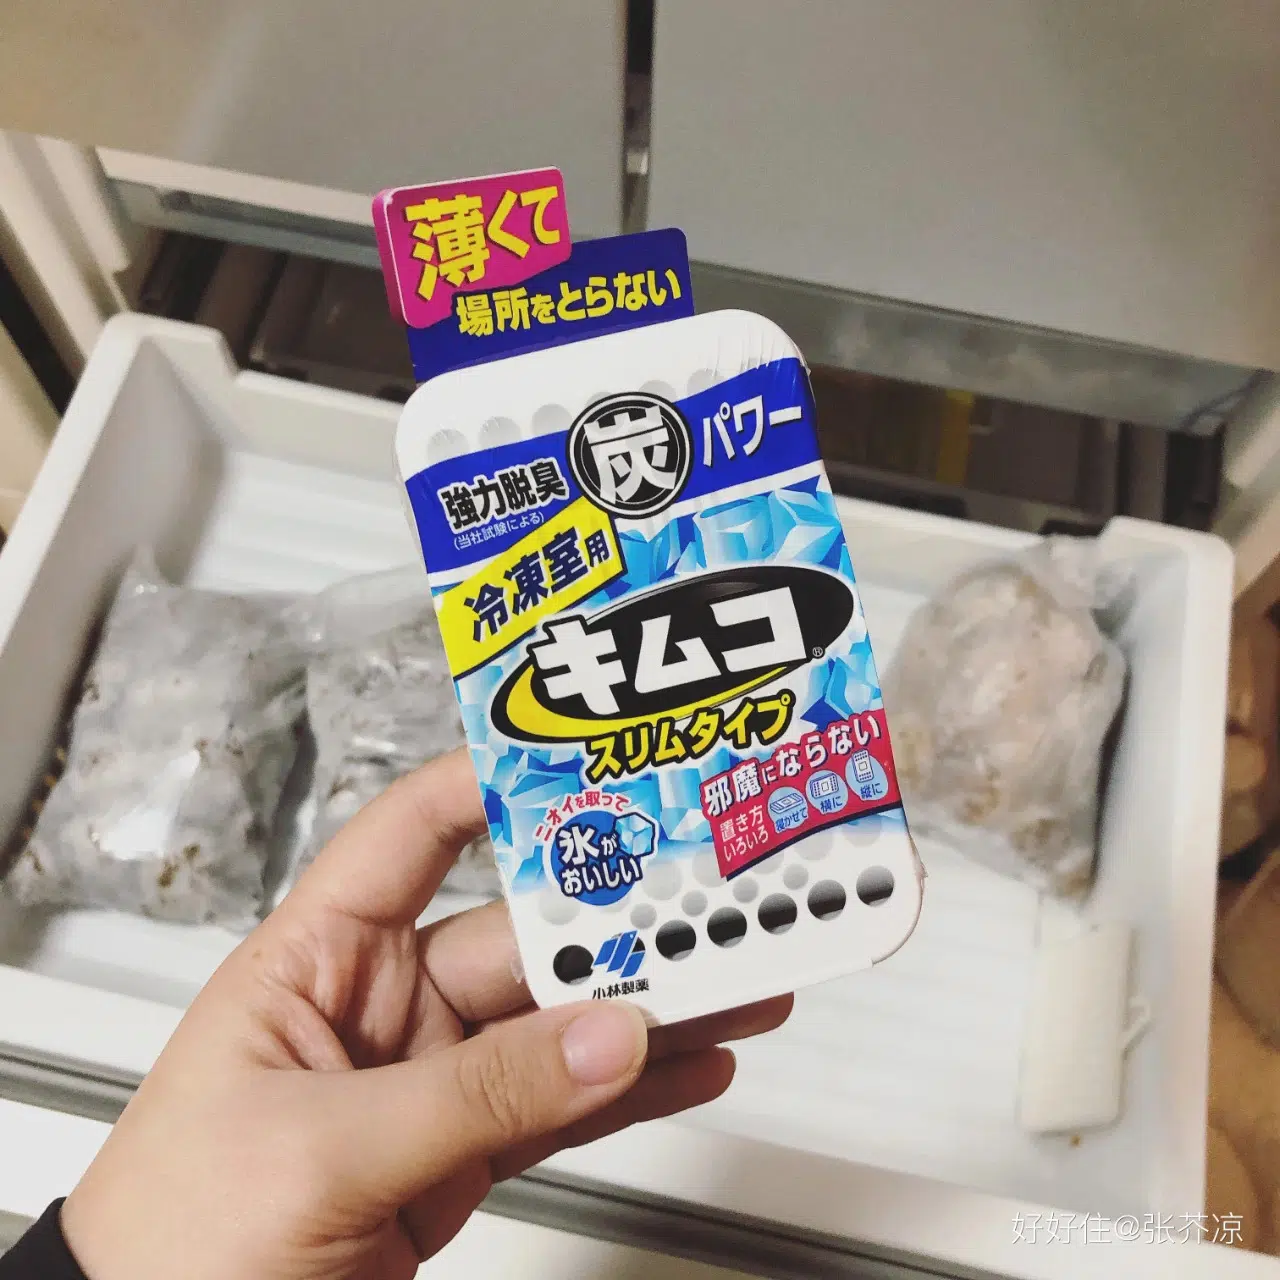 薄くて
場所をとらない
強力脱臭
(当社試験による)
炭
パワー
冷凍室用
キムコ®
スリムタイプ
邪魔にならない
置き方
いろいろ
寝かせて
横に
縦に
ニオイを取って
氷が
おいしい
小林製薬
好好住@张芥凉